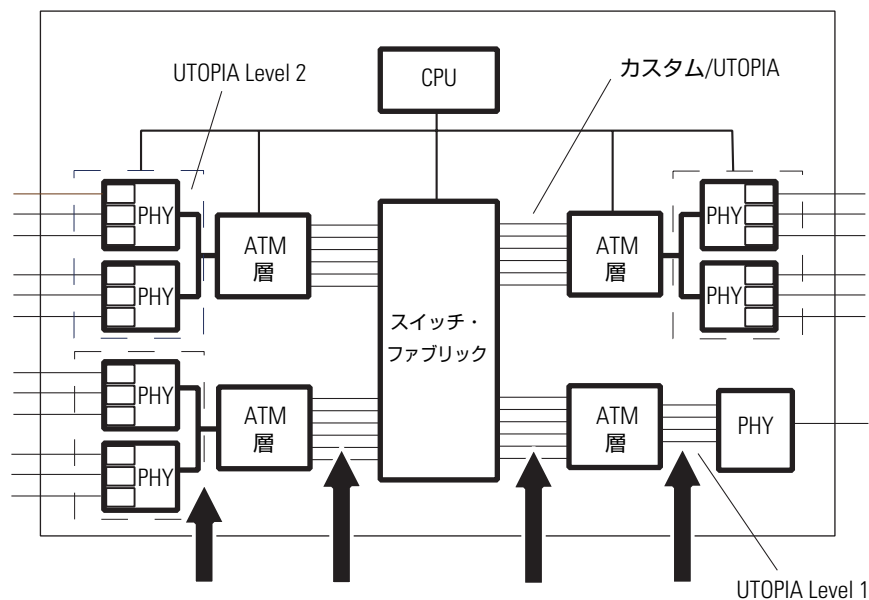 UTOPIA Level 2
CPU
カスタム/UTOPIA
PHY
PHY
ATM
層
ATM
層
PHY
PHY
スイッチ・
ファブリック
PHY
PHY
ATM
層
ATM
層
PHY
UTOPIA Level 1